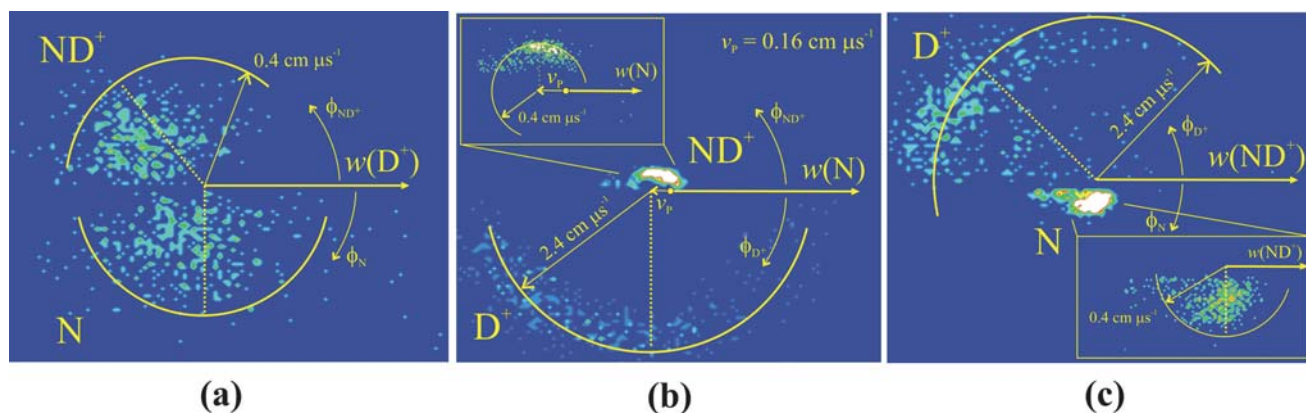 ND⁺
0.4 cm μs⁻¹
ϕND⁺
w(D⁺)
ϕN
N
(a)
vP = 0.16 cm μs⁻¹
w(N)
vP
0.4 cm μs⁻¹
ϕND⁺
ND⁺
w(N)
vP
2.4 cm μs⁻¹
ϕD⁺
D⁺
(b)
D⁺
2.4 cm μs⁻¹
ϕD⁺
w(ND⁺)
ϕN
N
w(ND⁺)
0.4 cm μs⁻¹
(c)